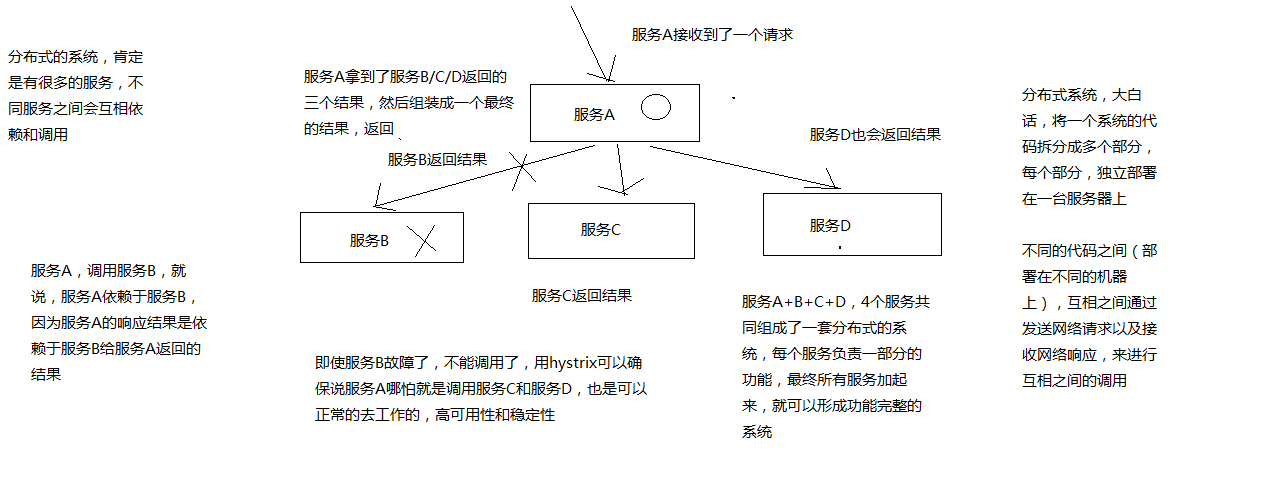 服务A接收到了一个请求
分布式的系统，肯定
是有很多的服务，不
同服务之间会互相依
赖和调用
服务A拿到了服务B/C/D返回的
三个结果，然后组装成一个最终
的结果，返回
服务A
服务B返回结果
服务D也会返回结果
分布式系统，大白
话，将一个系统的代
码拆分成多个部分，
每个部分，独立部署
在一台服务器上
服务B
服务C
服务D
不同的代码之间（部
署在不同的机器
上），互相之间通过
发送网络请求以及接
收网络响应，来进行
互相之间的调用
服务A，调用服务B，就
说，服务A依赖于服务B，
因为服务A的响应结果是依
赖于服务B给服务A返回的
结果
服务C返回结果
服务A+B+C+D，4个服务共
同组成了一套分布式的系
统，每个服务负责一部分的
功能，最终所有服务加起
来，就可以形成功能完整的
系统
即使服务B故障了，不能调用了，用hystrix可以确
保说服务A哪怕就是调用服务C和服务D，也是可以
正常的去工作的，高可用性和稳定性